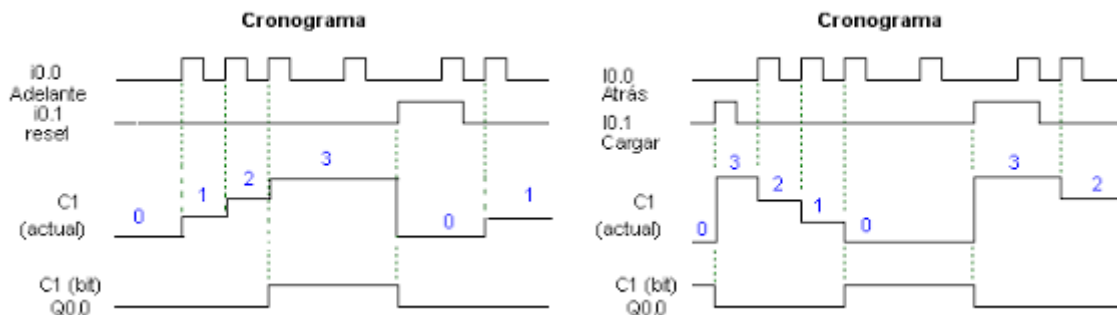 Cronograma
i0.0
Adelante
i0.1
reset
3
2
1
1
0
0
C1
(actual)
C1 (bit)
Q0.0
Cronograma
I0.0
Atrás
I0.1
Cargar
3
3
2
2
1
0
0
C1
(actual)
C1 (bit)
Q0.0